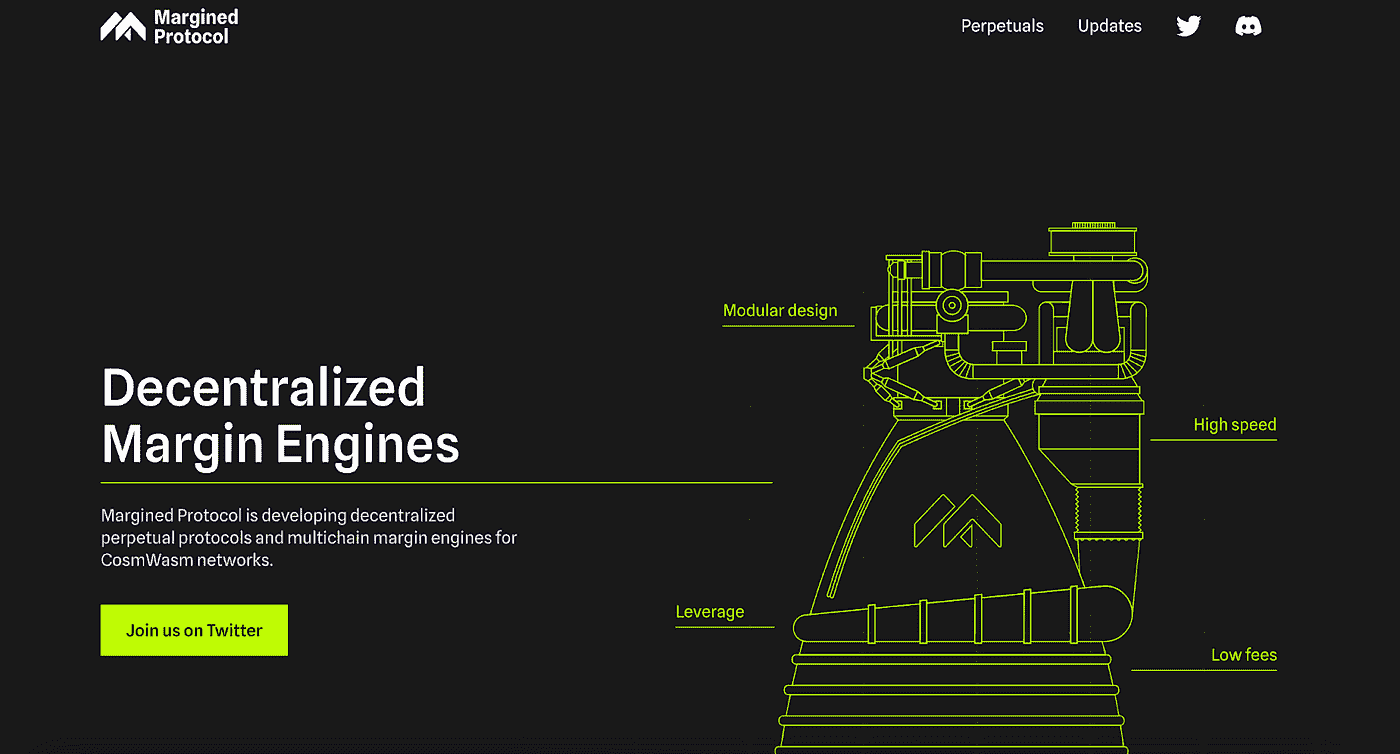 Margined
Protocol
Perpetuals
Updates
Modular design
High speed
Decentralized
Margin Engines
Margined Protocol is developing decentralized
perpetual protocols and multichain margin engines for
CosmWasm networks.
Leverage
Join us on Twitter
Low fees